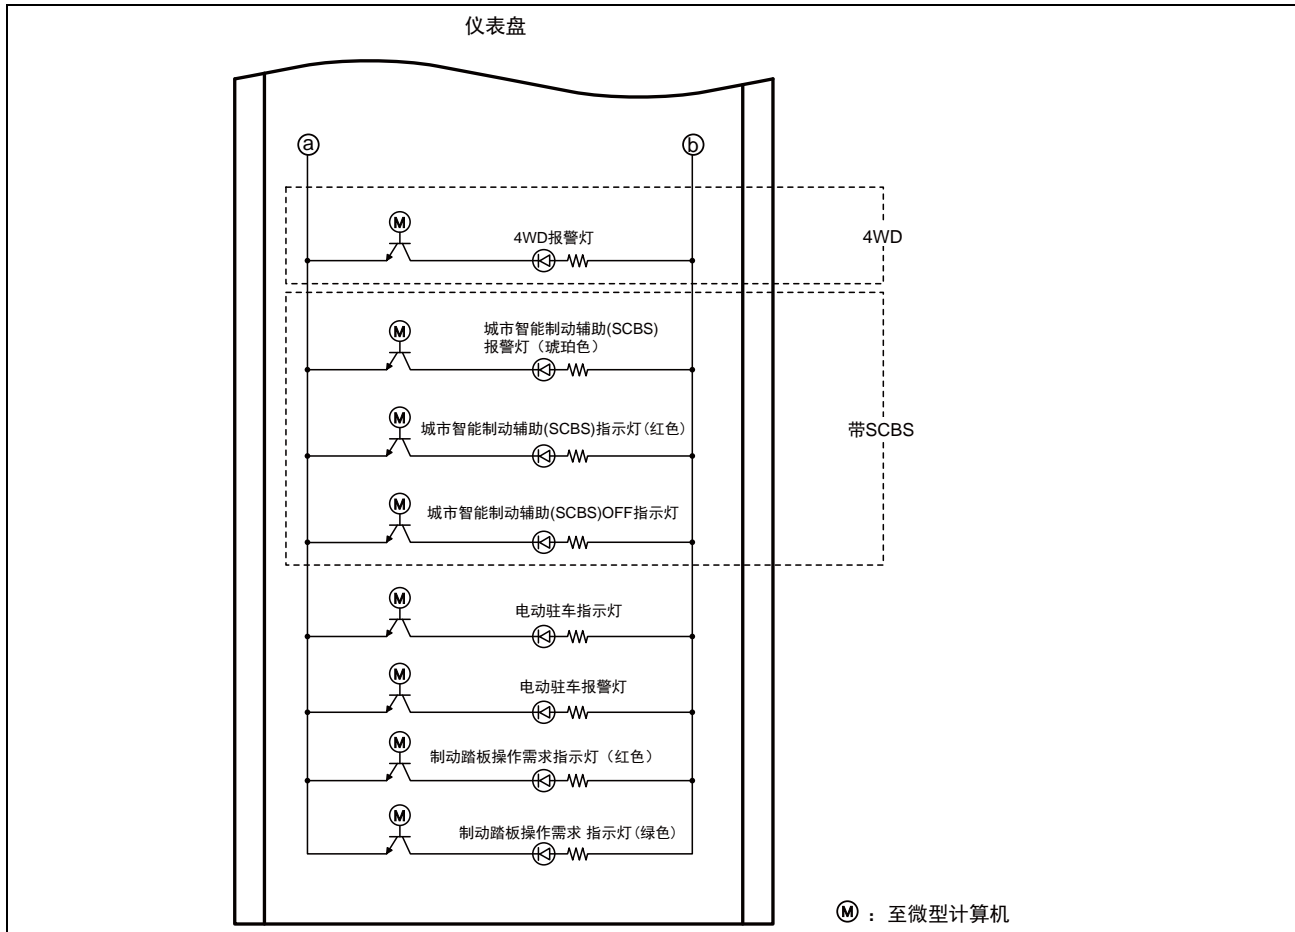 仪表盘
a
b
M
4WD报警灯
4WD
M
城市智能制动辅助(SCBS)
报警灯（琥珀色）
M
城市智能制动辅助(SCBS)指示灯(红色)
带SCBS
M
城市智能制动辅助(SCBS)OFF指示灯
M
电动驻车指示灯
M
电动驻车报警灯
M
制动踏板操作需求指示灯（红色）
M
制动踏板操作需求 指示灯(绿色)
M ：至微型计算机